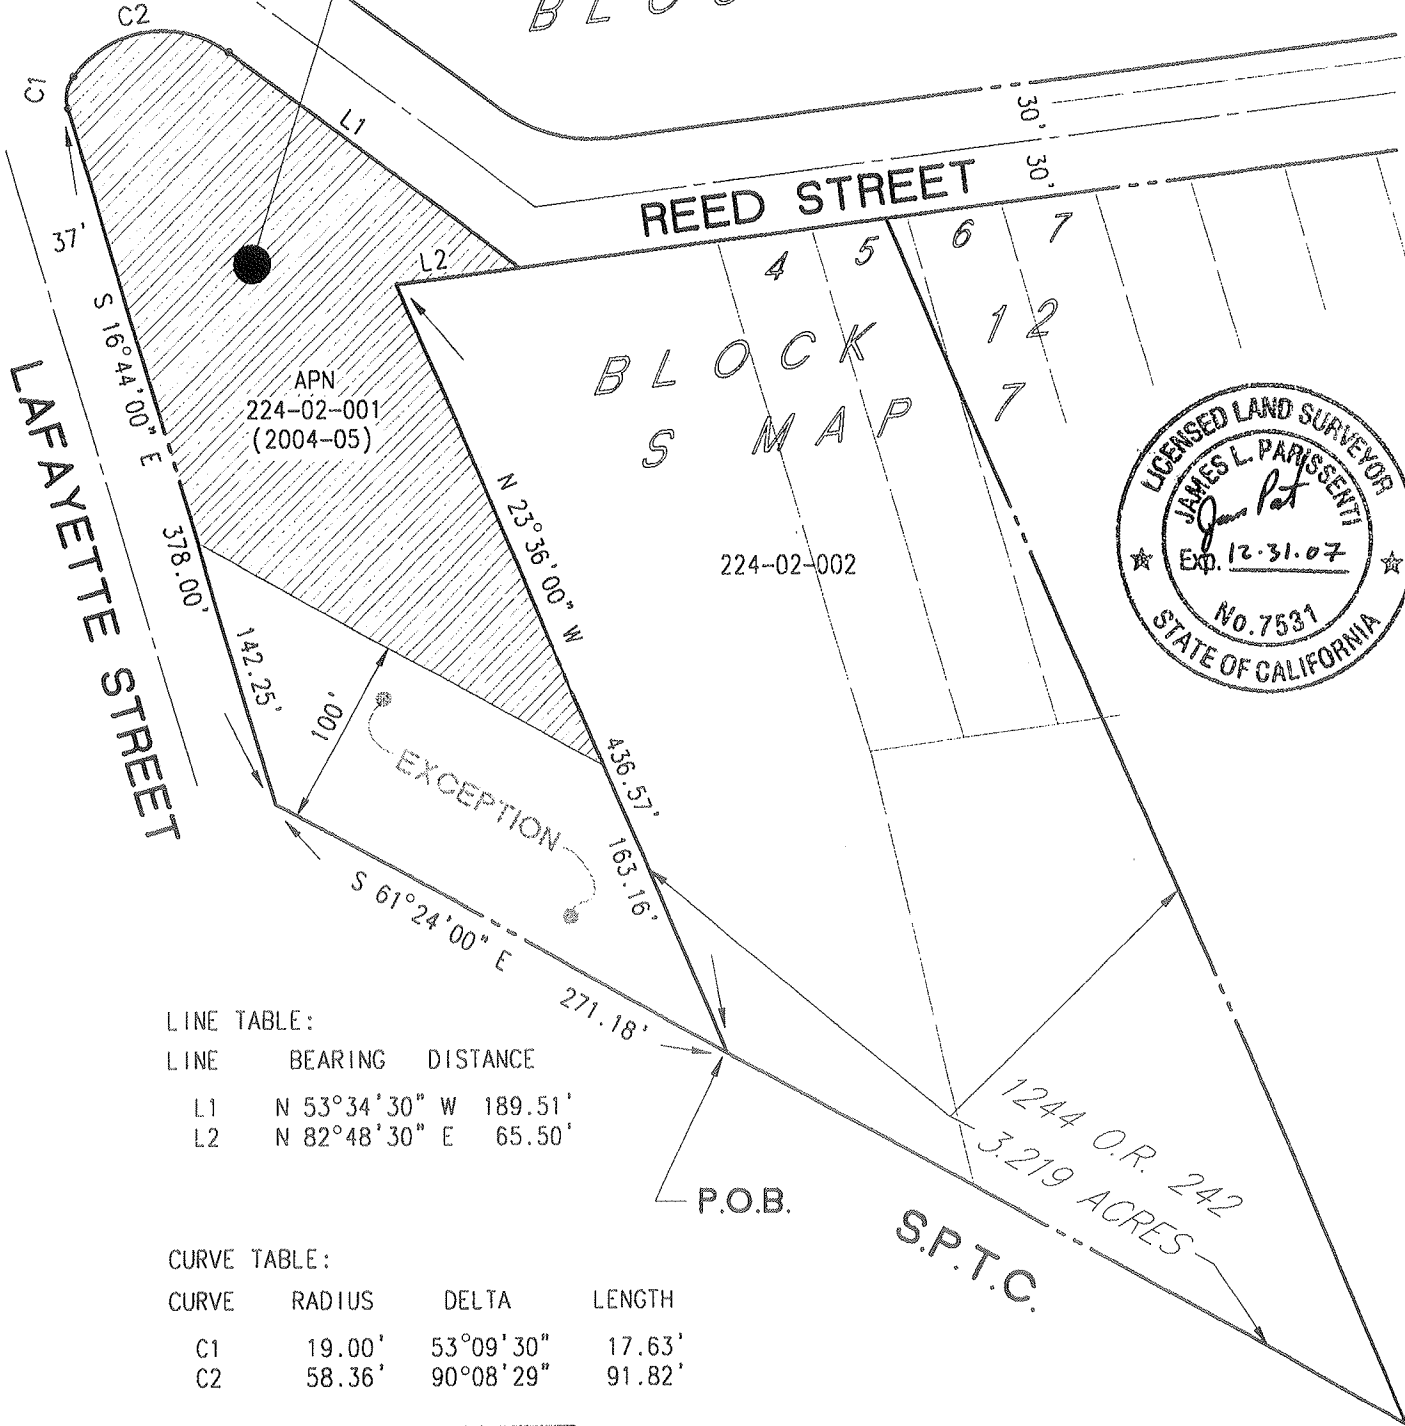 C2
B L O
C1
L1
30'
30'
REED STREET
37'
L2
4 5 6 7
S 16°44'00" E
BLOCK 12
S MAP 7
APN
224-02-001
(2004-05)
LAFAYETTE STREET
N 23°36'00" W
LICENSED LAND SURVEYOR
JAMES L. PARISSENTI
Exp. 12-31-07
No. 7531
STATE OF CALIFORNIA
378.00'
224-02-002
142.25'
100'
EXCEPTION
436.57'
163.16'
S 61°24'00" E
271.18'
LINE TABLE:
LINE BEARING DISTANCE
L1 N 53°34'30" W 189.51'
L2 N 82°48'30" E 65.50'
1244 O.R. 242
3.219 ACRES
P.O.B.
S.P.T.C.
CURVE TABLE:
CURVE RADIUS DELTA LENGTH
C1 19.00' 53°09'30" 17.63'
C2 58.36' 90°08'29" 91.82'